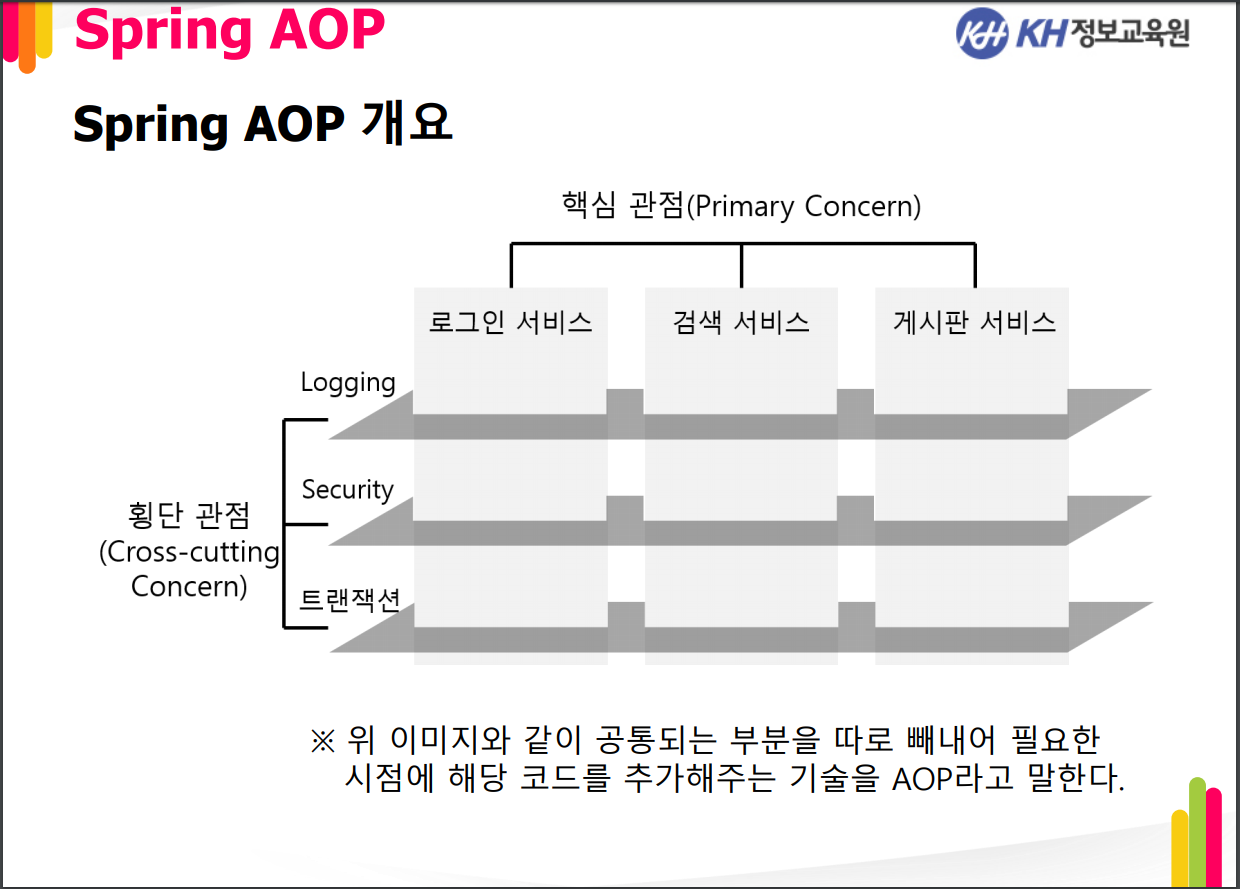 Spring AOP
KH KH정보교육원
Spring AOP 개요
핵심 관점(Primary Concern)
로그인 서비스
검색 서비스
게시판 서비스
Logging
Security
횡단 관점
(Cross-cutting
Concern)
트랜잭션
※ 위 이미지와 같이 공통되는 부분을 따로 빼내어 필요한
시점에 해당 코드를 추가해주는 기술을 AOP라고 말한다.